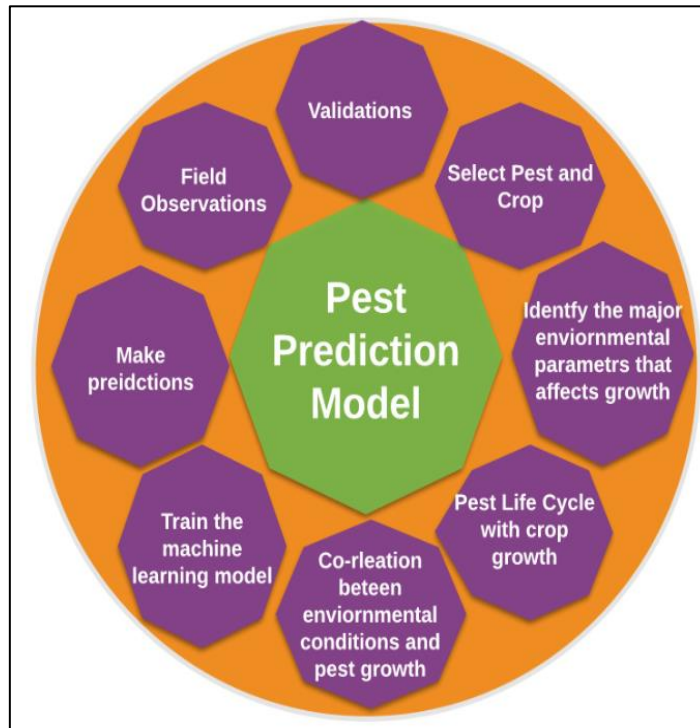 Validations
Select Pest and
Crop
Identfy the major
enviornmental
parametrs that
affects growth
Pest Life Cycle
with crop
growth
Co-rleation
beteen
enviornmental
conditions and
pest growth
Train the
machine
learning model
Make
preidctions
Field
Observations
Pest
Prediction
Model